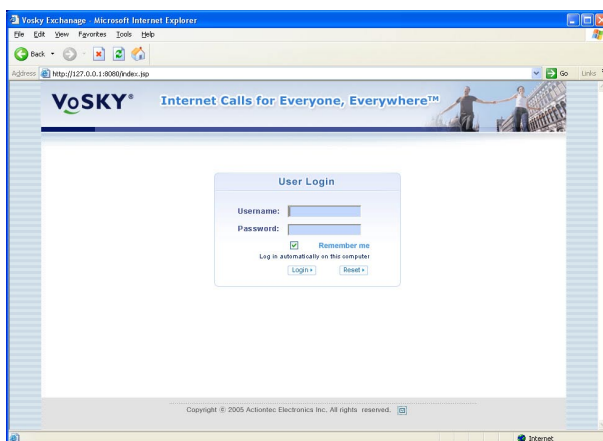 Vosky Exchanage - Microsoft Internet Explorer
File Edit View Favorites Tools Help
Back
Address http://127.0.0.1:8080/index.jsp Go Links
VoSKY® Internet Calls for Everyone, Everywhere™
User Login
Username:
Password:
Remember me
Log in automatically on this computer
Login Reset
Copyright © 2005 Actiontec Electronics Inc. All rights reserved.
Internet